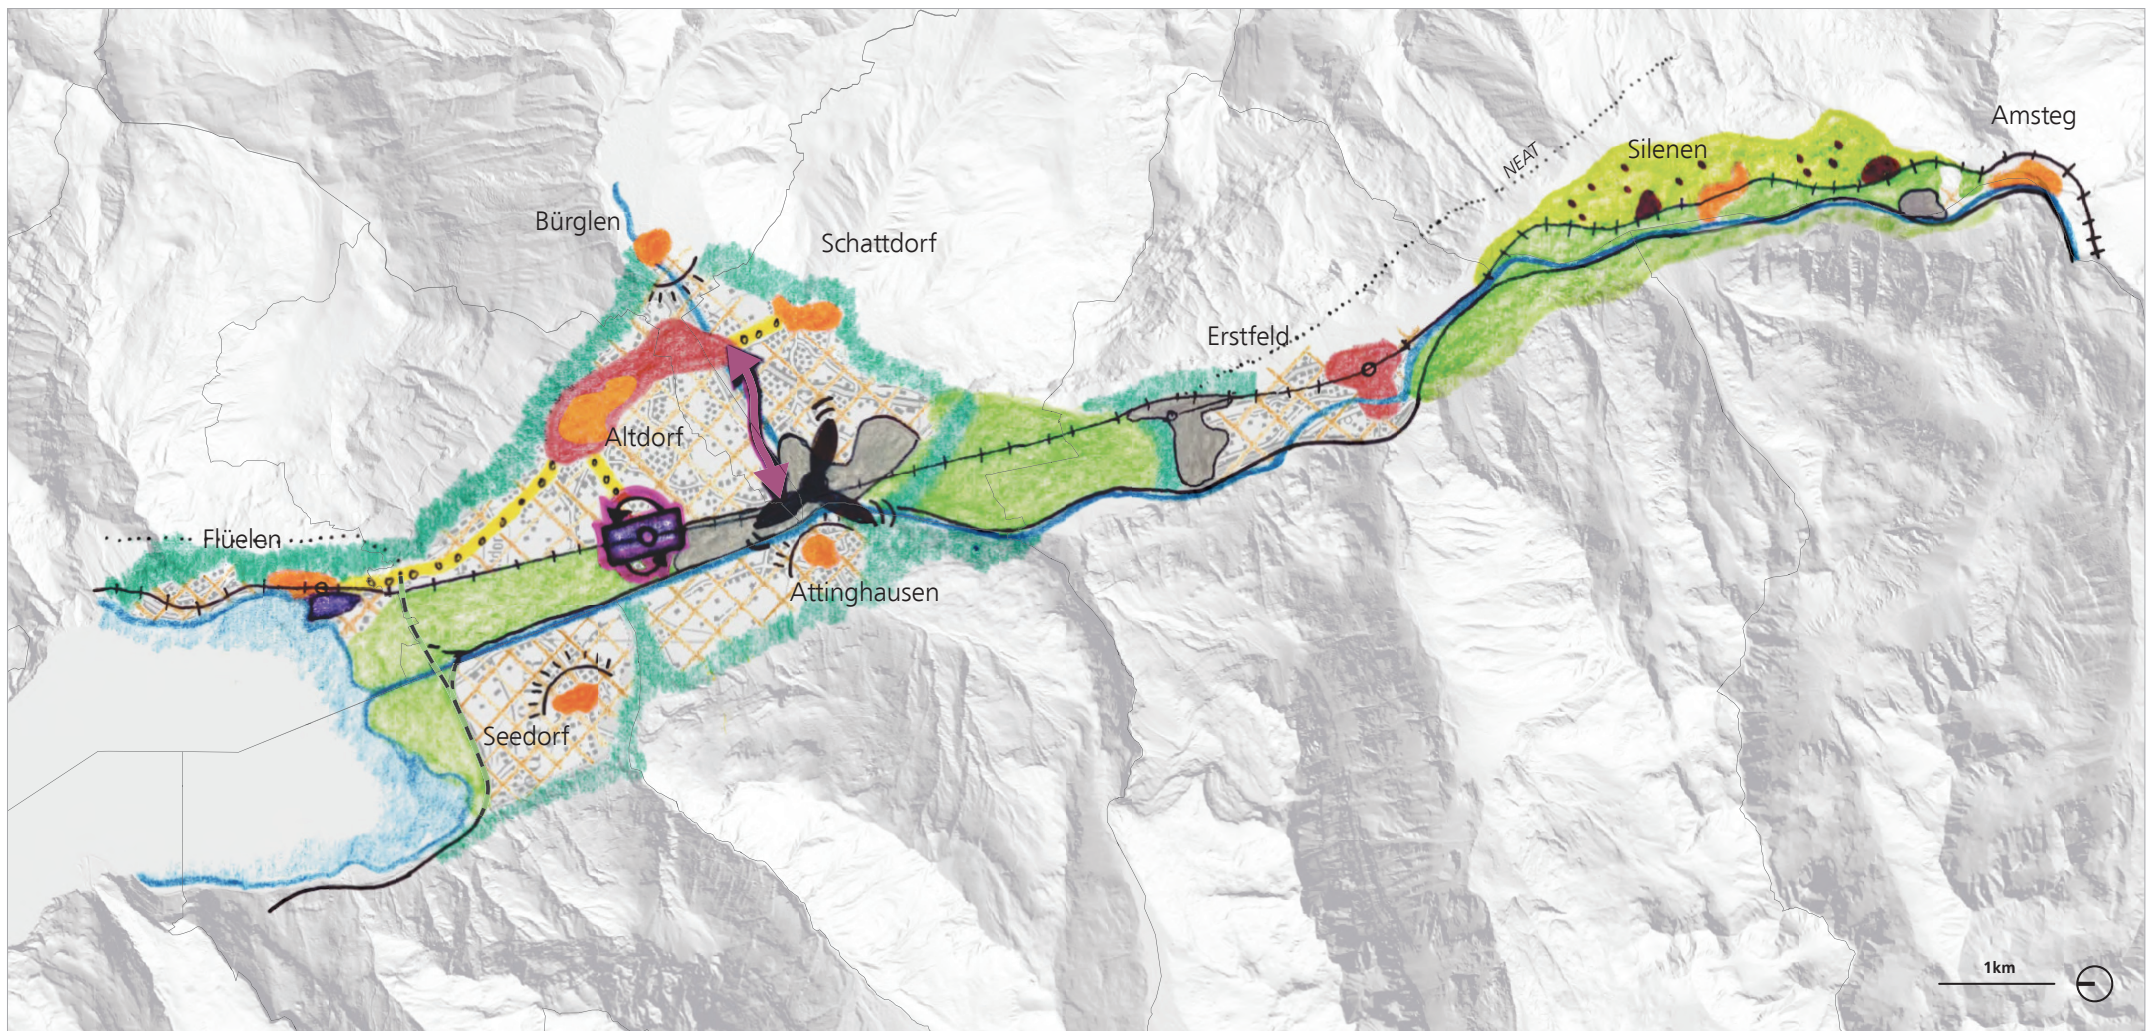 Amsteg
Silenen
NEAT
Bürglen
Schattdorf
Erstfeld
Altdorf
Flüelen
Attinghausen
Seedorf
1km